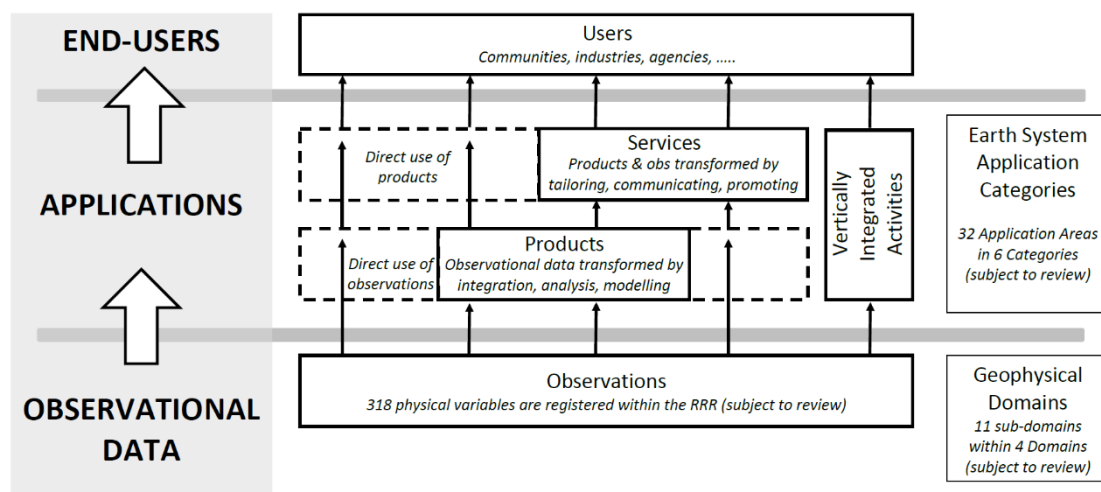 END-USERS
APPLICATIONS
OBSERVATIONAL
DATA
Users
Communities, industries, agencies, .....
Direct use of
products
Services
Products & obs transformed by
tailoring, communicating, promoting
Direct use of
observations
Products
Observational data transformed by
integration, analysis, modelling
Vertically
Integrated
Activities
Observations
318 physical variables are registered within the RRR (subject to review)
Earth System
Application
Categories
32 Application Areas
in 6 Categories
(subject to review)
Geophysical
Domains
11 sub-domains
within 4 Domains
(subject to review)